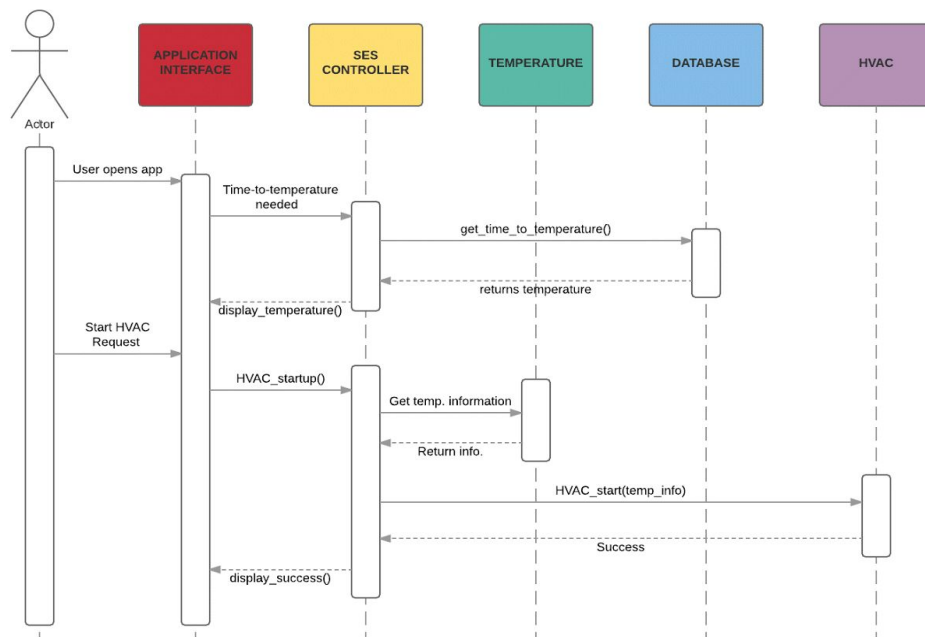 APPLICATION
INTERFACE
SES
CONTROLLER
TEMPERATURE
DATABASE
HVAC
Actor
User opens app
Time-to-temperature
needed
get_time_to_temperature()
returns temperature
display_temperature()
Start HVAC
Request
HVAC_startup()
Get temp. information
Return info.
HVAC_start(temp_info)
Success
display_success()